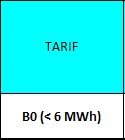 TARIF
B0 (< 6 MWh)